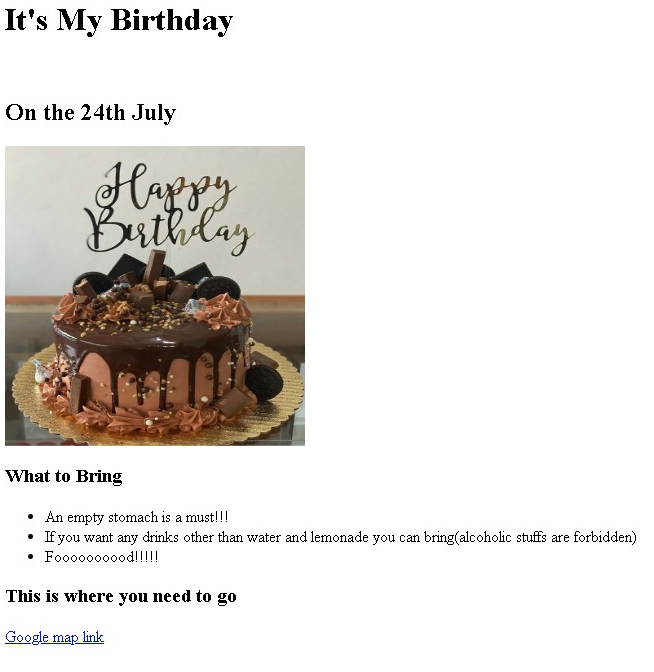 It's My Birthday
On the 24th July
Happy
Birthday
What to Bring
An empty stomach is a must!!!
If you want any drinks other than water and lemonade you can bring(alcoholic stuffs are forbidden)
Foooooooood!!!!!
This is where you need to go
Google map link